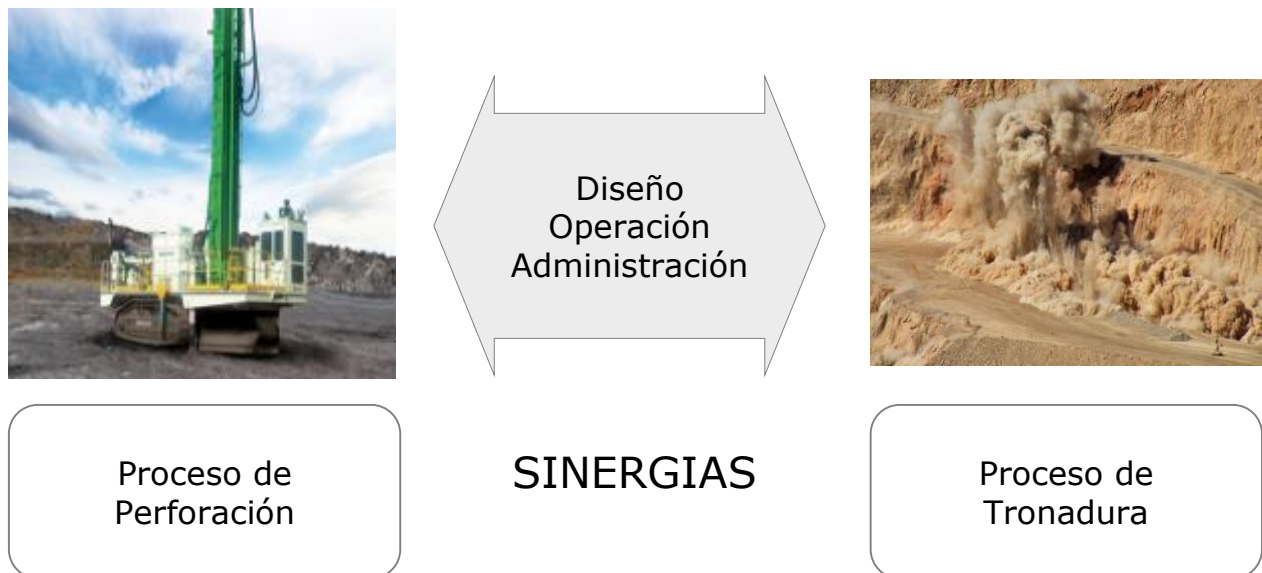 Diseño
Operación
Administración
Proceso de
Perforación
SINERGIAS
Proceso de
Tronadura